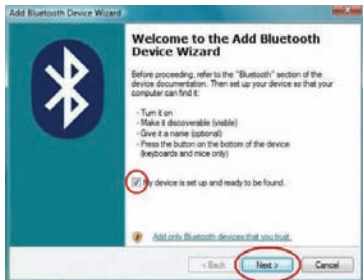 Add Bluetooth Device Wizard
Welcome to the Add Bluetooth
Device Wizard
Before proceeding, refer to the "Bluetooth" section of the
device documentation. Then set up your device so that your
computer can find it:
- Turn it on
- Make it discoverable (visible)
- Give it a name (optional)
- Press the button on the bottom of the device
(keyboards and mice only)
My device is set up and ready to be found.
Add only Bluetooth devices that you trust.
< Back
Next >
Cancel